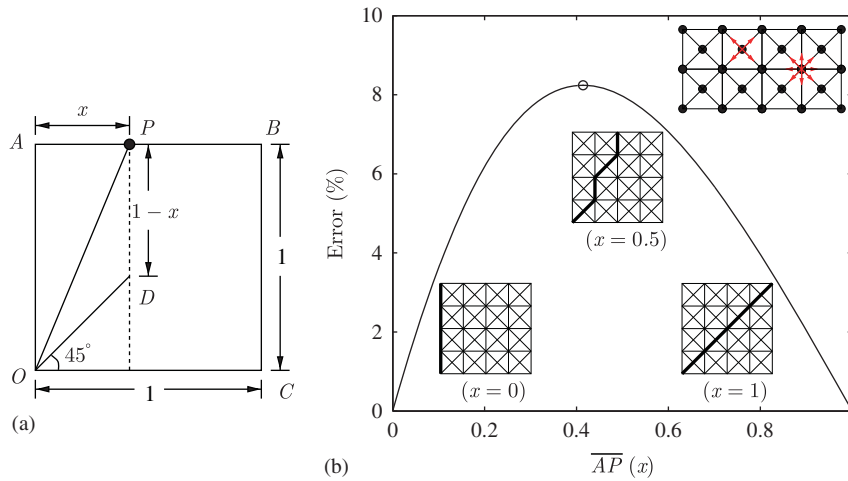 x
A
P
B
1 − x
1
D
45°
O
1
C
(a)
10
8
6
4
2
0
Error (%)
(x = 0.5)
(x = 0)
(x = 1)
0
0.2
0.4
0.6
0.8
AP (x)
(b)